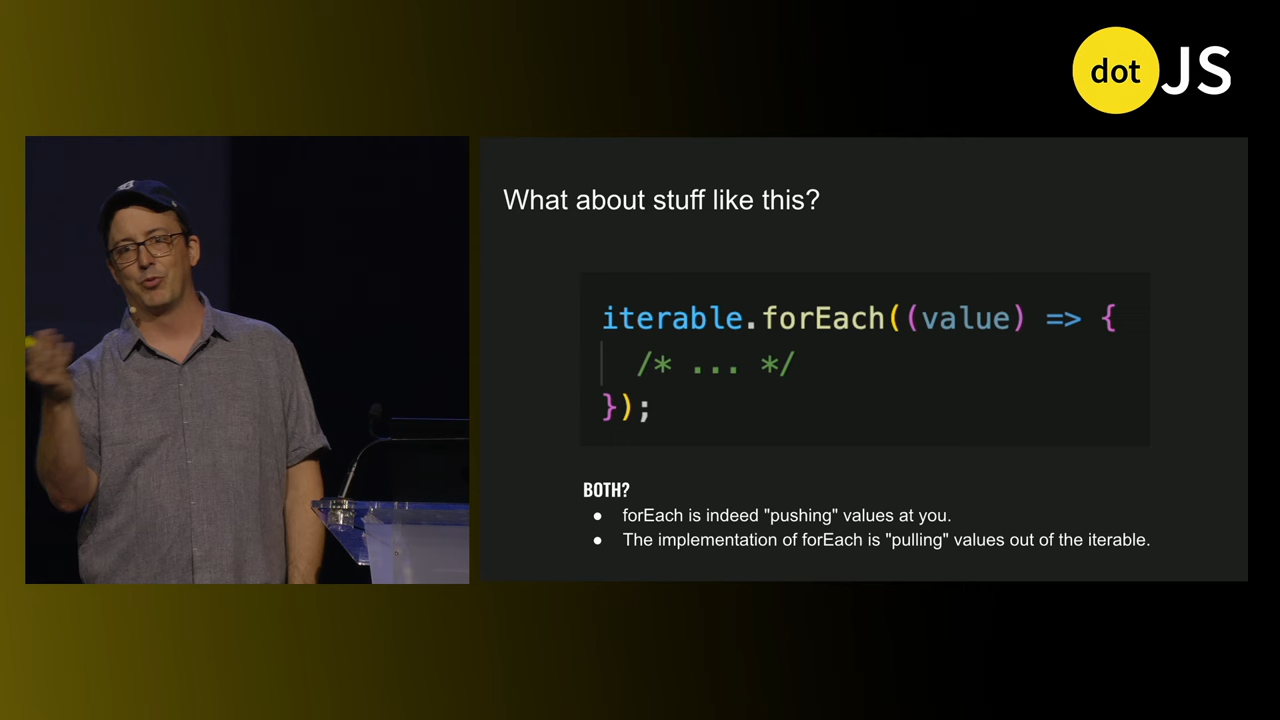 dot JS
What about stuff like this?
iterable.forEach((value) => {
/* ... */
});
BOTH?
● forEach is indeed "pushing" values at you.
● The implementation of forEach is "pulling" values out of the iterable.